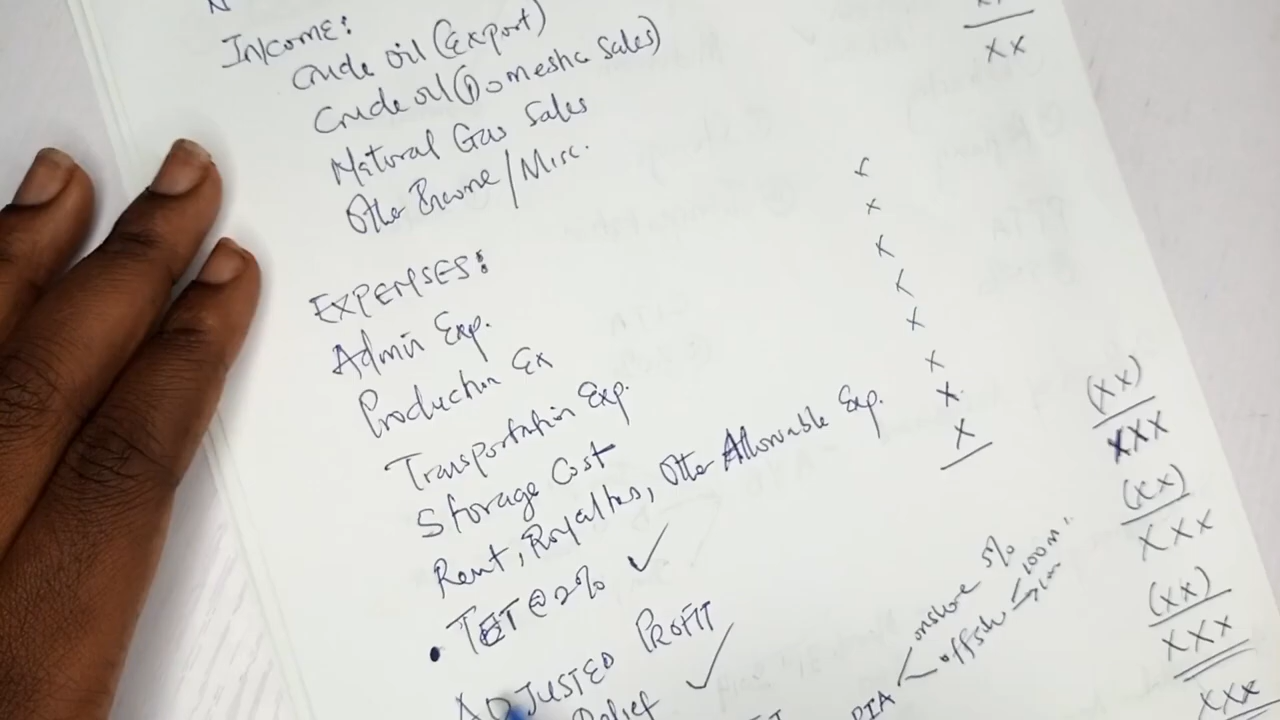 Income:
Crude oil (Export)
Crude oil (Domestic Sales)
XX
Natural Gas Sales
Other Income/Misc.
x
x
x
x
x
x
x
x
EXPENSES:
Admin Exp.
Production Ex
Transportation Exp.
Storage Cost
Rent, Royalties, Other Allowable Exp.
(XX)
XXX
• TET @ 2% ✓
(XX)
XXX
ADJUSTED PROFIT
onshore 5%
offsh
100m
(XX)
XXX
Relief ✓
PIA
XXX